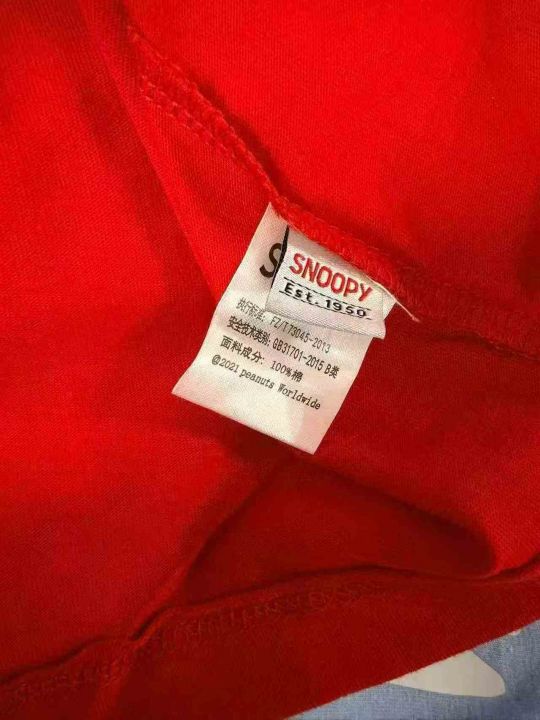 S
SNOOPY
Est. 1950
执行标准: FZ/T73045-2013
安全技术类别: GB31701-2015 B类
面料成分: 100%棉
@2021 peanuts Worldwide